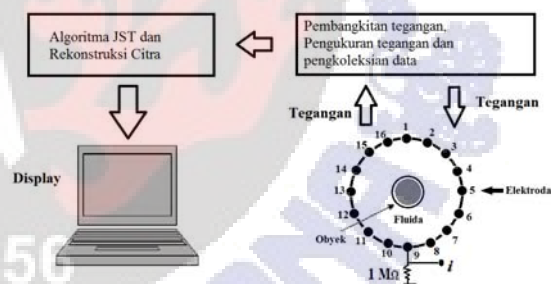 Algoritma JST dan
Rekonstruksi Citra
Pembangkitan tegangan,
Pengukuran tegangan dan
pengkoleksian data
Tegangan
Tegangan
Display
1
2
3
4
5
6
7
8
9
10
11
12
13
14
15
16
Elektroda
Fluida
Obyek
i
1 MΩ
56